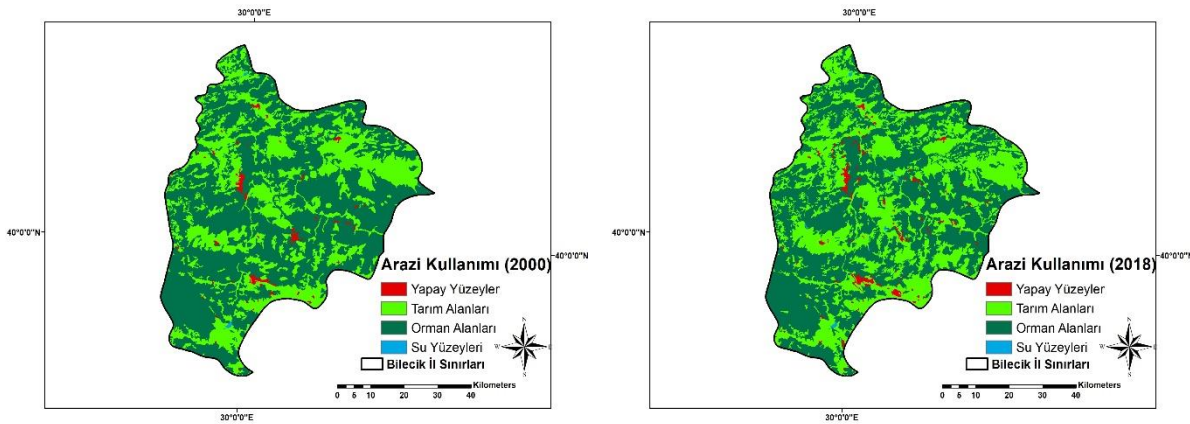 30°0'0"E
40°0'0"N
40°0'0"N
Arazi Kullanımı (2000)
Yapay Yüzeyler
Tarım Alanları
Orman Alanları
Su Yüzeyleri
Bilecik İl Sınırları
N
W
E
S
Kilometers
0 5 10 20 30 40
30°0'0"E
30°0'0"E
40°0'0"N
40°0'0"N
Arazi Kullanımı (2018)
Yapay Yüzeyler
Tarım Alanları
Orman Alanları
Su Yüzeyleri
Bilecik İl Sınırları
N
W
E
S
Kilometers
0 5 10 20 30 40
30°0'0"E